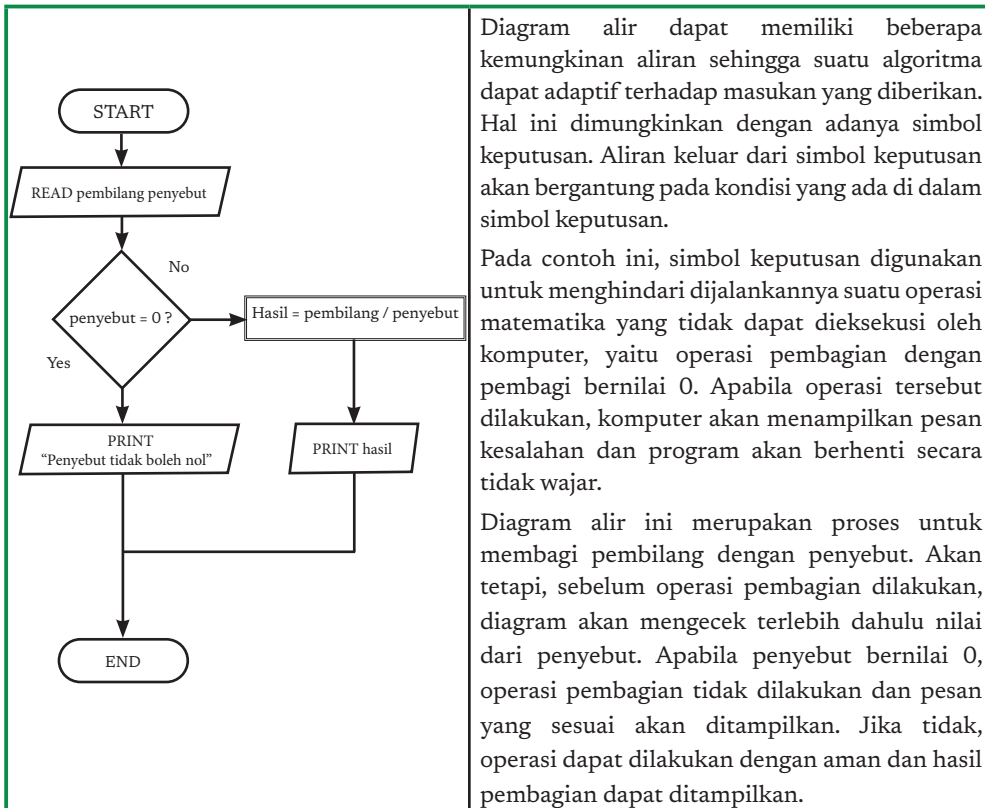 START
READ pembilang penyebut
No
penyebut = 0 ?
Hasil = pembilang / penyebut
Yes
PRINT
“Penyebut tidak boleh nol”
PRINT hasil
END
Diagram alir dapat memiliki beberapa
kemungkinan aliran sehingga suatu algoritma
dapat adaptif terhadap masukan yang diberikan.
Hal ini dimungkinkan dengan adanya simbol
keputusan. Aliran keluar dari simbol keputusan
akan bergantung pada kondisi yang ada di dalam
simbol keputusan.
Pada contoh ini, simbol keputusan digunakan
untuk menghindari dijalankannya suatu operasi
matematika yang tidak dapat dieksekusi oleh
komputer, yaitu operasi pembagian dengan
pembagi bernilai 0. Apabila operasi tersebut
dilakukan, komputer akan menampilkan pesan
kesalahan dan program akan berhenti secara
tidak wajar.
Diagram alir ini merupakan proses untuk
membagi pembilang dengan penyebut. Akan
tetapi, sebelum operasi pembagian dilakukan,
diagram akan mengecek terlebih dahulu nilai
dari penyebut. Apabila penyebut bernilai 0,
operasi pembagian tidak dilakukan dan pesan
yang sesuai akan ditampilkan. Jika tidak,
operasi dapat dilakukan dengan aman dan hasil
pembagian dapat ditampilkan.